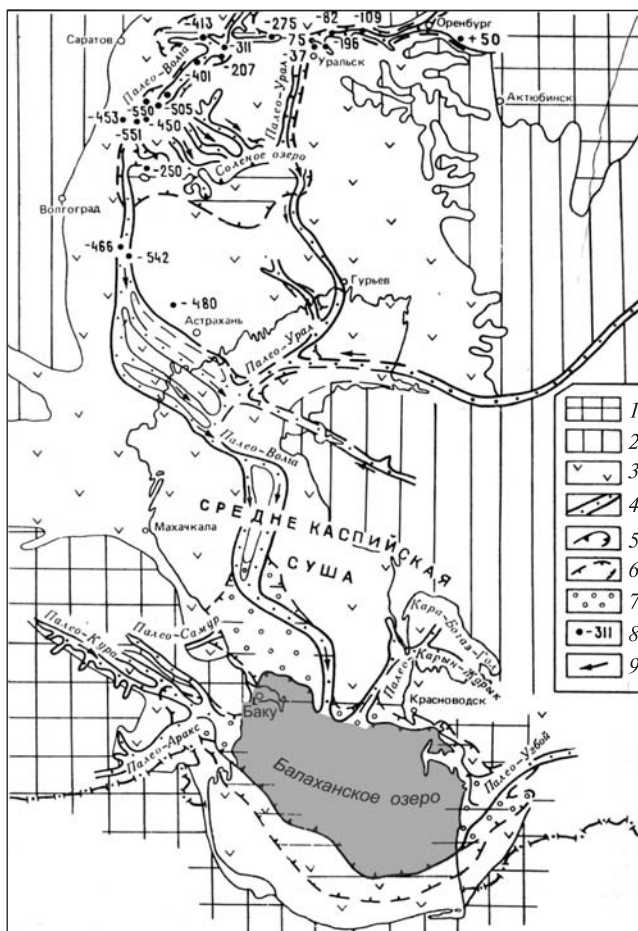 -413
-275
-82
-109
Оренбург
+50
Саратов
-311
-75
-196
37
Уральск
Палео-Волга
-401
-207
Палео-Урал
Актюбинск
-550
-505
-453
-450
-551
Соленое озеро
-250
Волгоград
-466
-542
Гурьев
-480
Астрахань
Палео-Урал
1
2
3
Палео-Волга
4
СРЕДНЕ КАСПИЙСКАЯ
Махачкала
5
СУША
6
7
Кара-Богаз-Гол
Палео-Самур
-311 8
Палео-Кура
Палео-
Карын-Жарык
9
Баку
Красноводск
Палео-Аракс
Палео-Узбой
Балаханское озеро